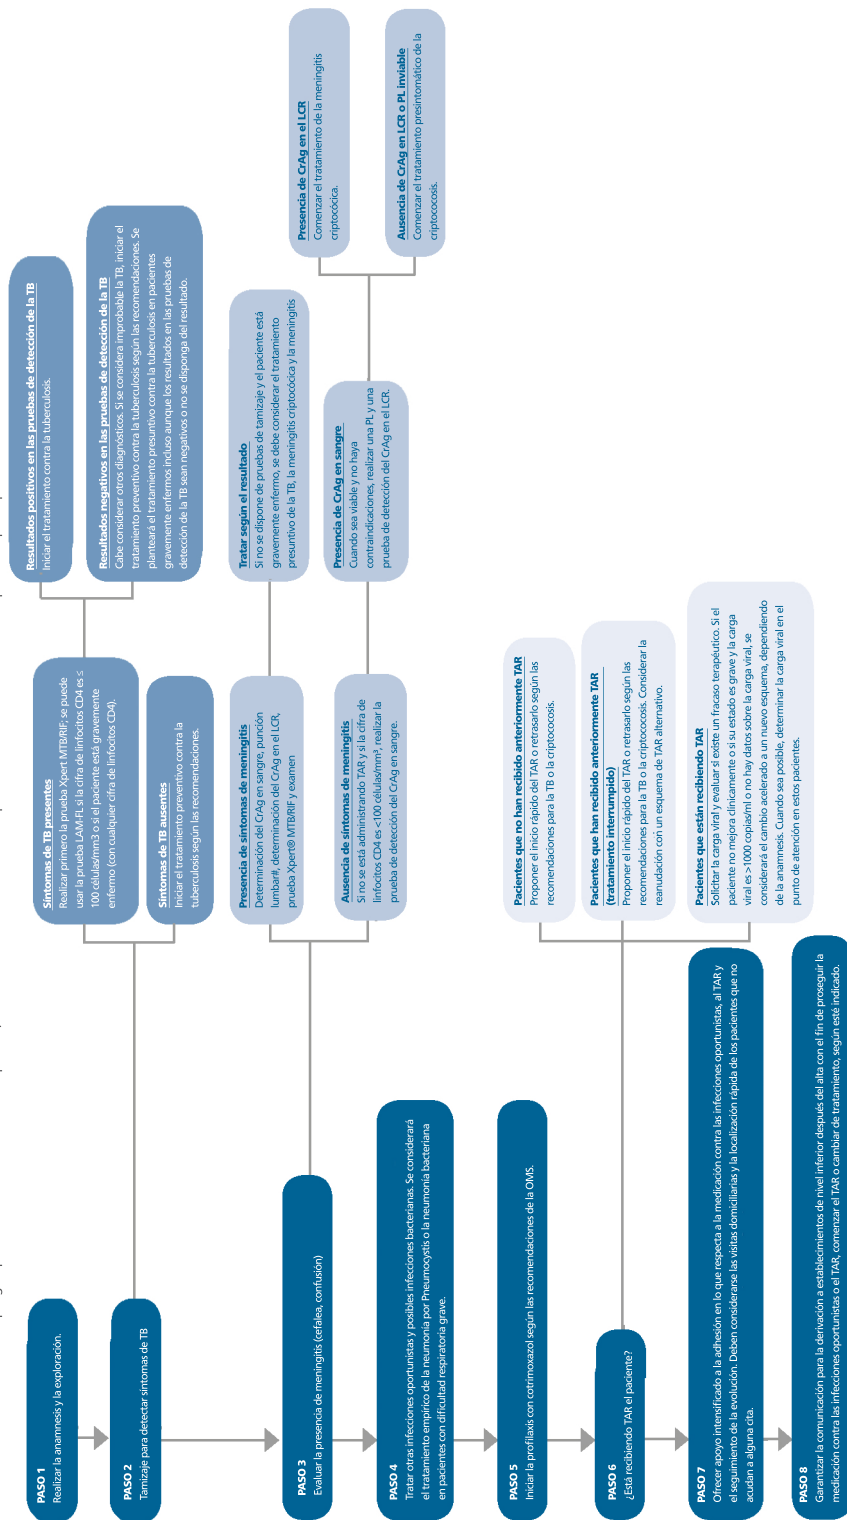 PASO 1
Realizar la anamnesis y la exploración.
PASO 2
Tamizaje para detectar síntomas de TB
Síntomas de TB presentes
Realizar primero la prueba Xpert MTB/RIF; se puede
usar la prueba LAM-FL si la cifra de linfocitos CD4 es ≤
100 células/mm3 o si el paciente está gravemente
enfermo (con cualquier cifra de linfocitos CD4).
Resultados positivos en las pruebas de detección de la TB
Iniciar el tratamiento contra la tuberculosis.
Resultados negativos en las pruebas de detección de la TB
Cabe considerar otros diagnósticos. Si se considera improbable la TB, iniciar el
tratamiento preventivo contra la tuberculosis según las recomendaciones. Se
planteará el tratamiento presuntivo contra la tuberculosis en pacientes
gravemente enfermos incluso aunque los resultados en las pruebas de
detección de la TB sean negativos o no se disponga del resultado.
Síntomas de TB ausentes
Iniciar el tratamiento preventivo contra la
tuberculosis según las recomendaciones.
PASO 3
Evaluar la presencia de meningitis (cefalea, confusión)
Presencia de síntomas de meningitis
Determinación del CrAg en sangre, punción
lumbar#, determinación del CrAg en el LCR,
prueba Xpert® MTB/RIF y examen
Tratar según el resultado
Si no se dispone de pruebas de tamizaje y el paciente está
gravemente enfermo, se debe considerar el tratamiento
presuntivo de la TB, la meningitis criptocócica y la meningitis
Ausencia de síntomas de meningitis
Si no se está administrando TAR y si la cifra de
linfocitos CD4 es <100 células/mm³, realizar la
prueba de detección del CrAg en sangre.
Presencia de CrAg en sangre
Cuando sea viable y no haya
contraindicaciones, realizar una PL y una
prueba de detección del CrAg en el LCR.
Presencia de CrAg en el LCR
Comenzar el tratamiento de la meningitis
criptocócica.
Ausencia de CrAg en LCR o PL inviable
Comenzar el tratamiento presintomático de la
criptococosis.
PASO 4
Tratar otras infecciones oportunistas y posibles infecciones bacterianas. Se considerará
el tratamiento empírico de la neumonía por Pneumocystis o la neumonía bacteriana
en pacientes con dificultad respiratoria grave.
PASO 5
Iniciar la profilaxis con cotrimoxazol según las recomendaciones de la OMS.
PASO 6
¿Está recibiendo TAR el paciente?
Pacientes que no han recibido anteriormente TAR
Proponer el inicio rápido del TAR o retrasarlo según las
recomendaciones para la TB o la criptococosis.
Pacientes que han recibido anteriormente TAR
(tratamiento interrumpido)
Proponer el inicio rápido del TAR o retrasarlo según las
recomendaciones para la TB o la criptococosis. Considerar la
reanudación con un esquema de TAR alternativo.
Pacientes que están recibiendo TAR
Solicitar la carga viral y evaluar si existe un fracaso terapéutico. Si el
paciente no mejora clínicamente o si su estado es grave y la carga
viral es >1000 copias/ml o no hay datos sobre la carga viral, se
considerará el cambio acelerado a un nuevo esquema, dependiendo
de la anamnesis. Cuando sea posible, determinar la carga viral en el
punto de atención en estos pacientes.
PASO 7
Ofrecer apoyo intensificado a la adhesión en lo que respecta a la medicación contra las infecciones oportunistas, al TAR y
el seguimiento de la evolución. Deben considerarse las visitas domiciliarias y la localización rápida de los pacientes que no
acudan a alguna cita.
PASO 8
Garantizar la comunicación para la derivación a establecimientos de nivel inferior después del alta con el fin de proseguir la
medicación contra las infecciones oportunistas o el TAR, comenzar el TAR o cambiar de tratamiento, según esté indicado.